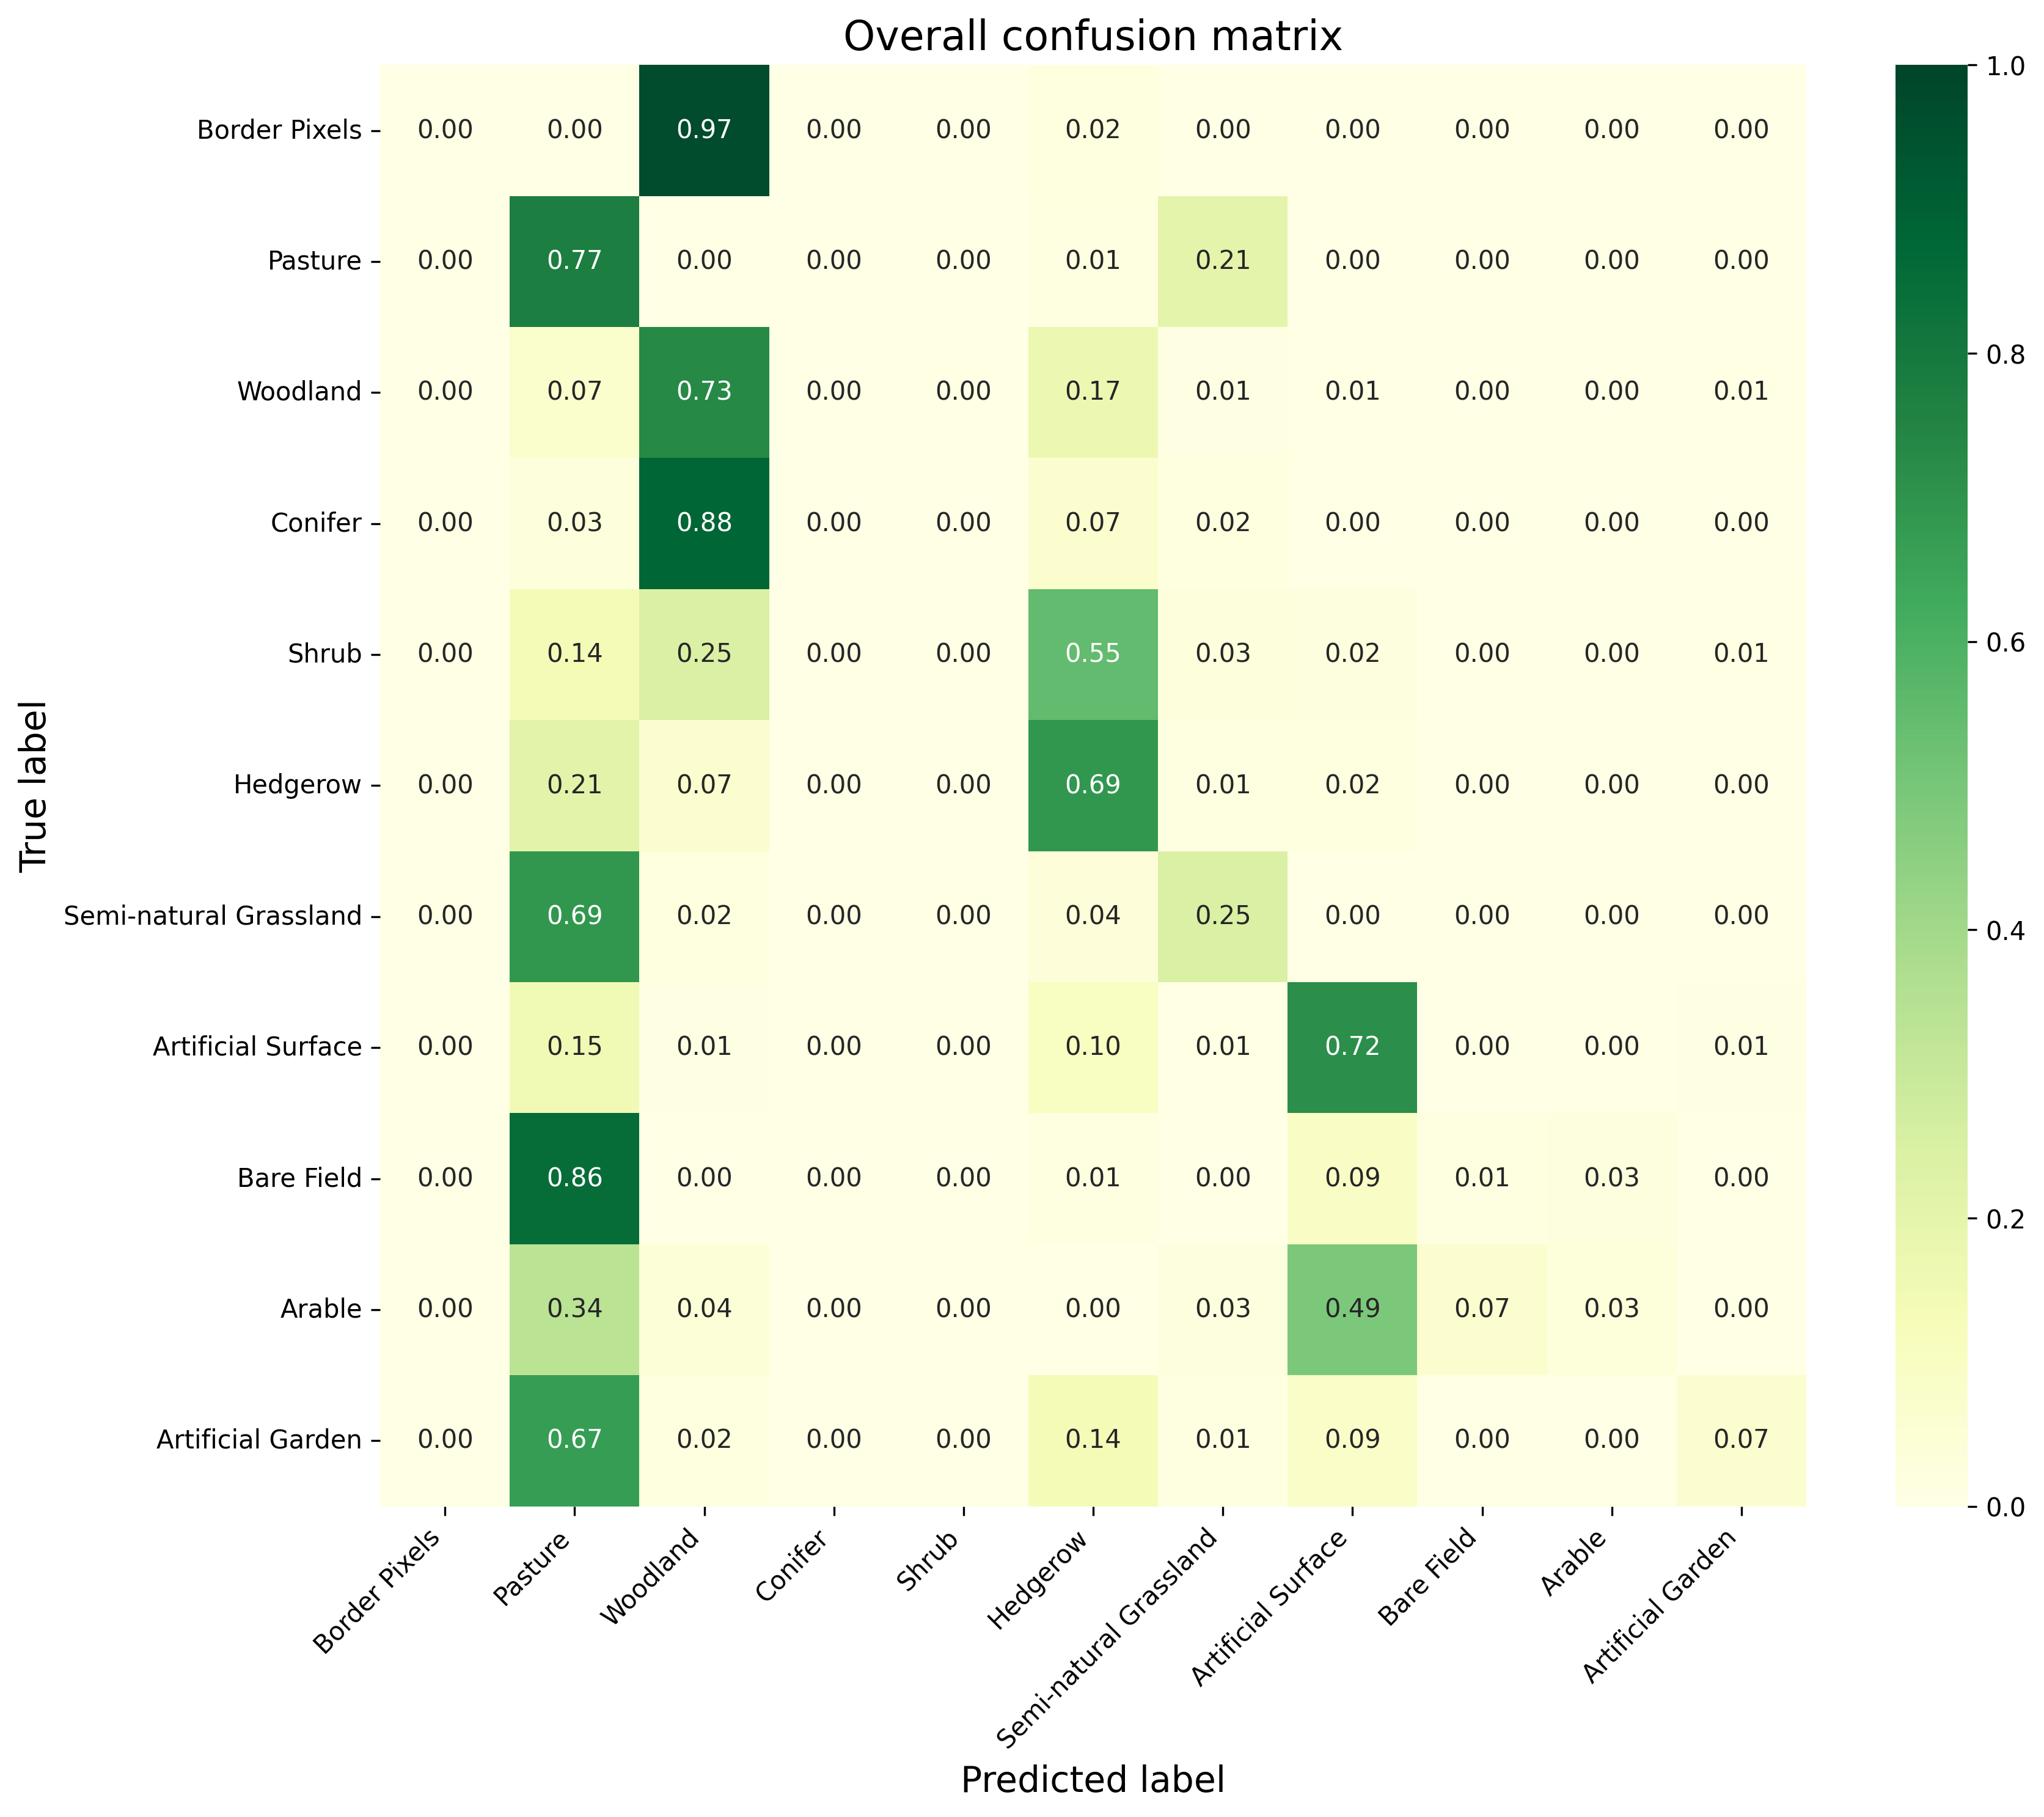 Overall confusion matrix
1.0
Border Pixels 0.00 0.00 0.97 0.00 0.00 0.02 0.00 0.00 0.00 0.00 0.00
Pasture 0.00 0.77 0.00 0.00 0.00 0.01 0.21 0.00 0.00 0.00 0.00
0.8
Woodland 0.00 0.07 0.73 0.00 0.00 0.17 0.01 0.01 0.00 0.00 0.01
Conifer 0.00 0.03 0.88 0.00 0.00 0.07 0.02 0.00 0.00 0.00 0.00
0.6
Shrub 0.00 0.14 0.25 0.00 0.00 0.55 0.03 0.02 0.00 0.00 0.01
True label
Hedgerow 0.00 0.21 0.07 0.00 0.00 0.69 0.01 0.02 0.00 0.00 0.00
Semi-natural Grassland 0.00 0.69 0.02 0.00 0.00 0.04 0.25 0.00 0.00 0.00 0.00
0.4
Artificial Surface 0.00 0.15 0.01 0.00 0.00 0.10 0.01 0.72 0.00 0.00 0.01
Bare Field 0.00 0.86 0.00 0.00 0.00 0.01 0.00 0.09 0.01 0.03 0.00
0.2
Arable 0.00 0.34 0.04 0.00 0.00 0.00 0.03 0.49 0.07 0.03 0.00
Artificial Garden 0.00 0.67 0.02 0.00 0.00 0.14 0.01 0.09 0.00 0.00 0.07
0.0
Border Pixels
Pasture
Woodland
Conifer
Shrub
Hedgerow
Semi-natural Grassland
Artificial Surface
Bare Field
Arable
Artificial Garden
Predicted label